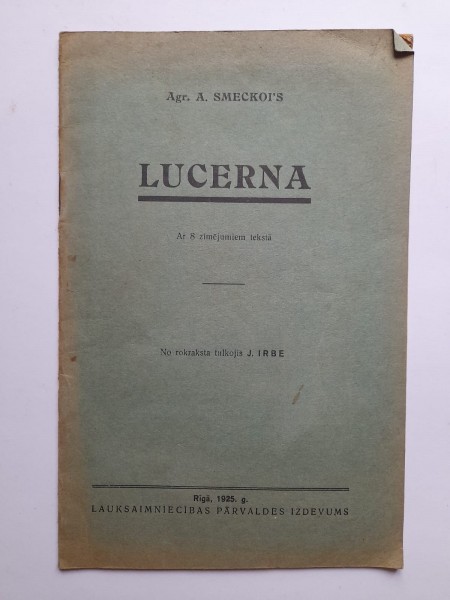 Agr. A. SMECKOI'S
LUCERNA
Ar 8 zīmējumiem tekstā
No rokraksta tulkojis J. IRBE
Rīgā, 1925. g.
LAUKSAIMNIECĪBAS PĀRVALDES IZDEVUMS